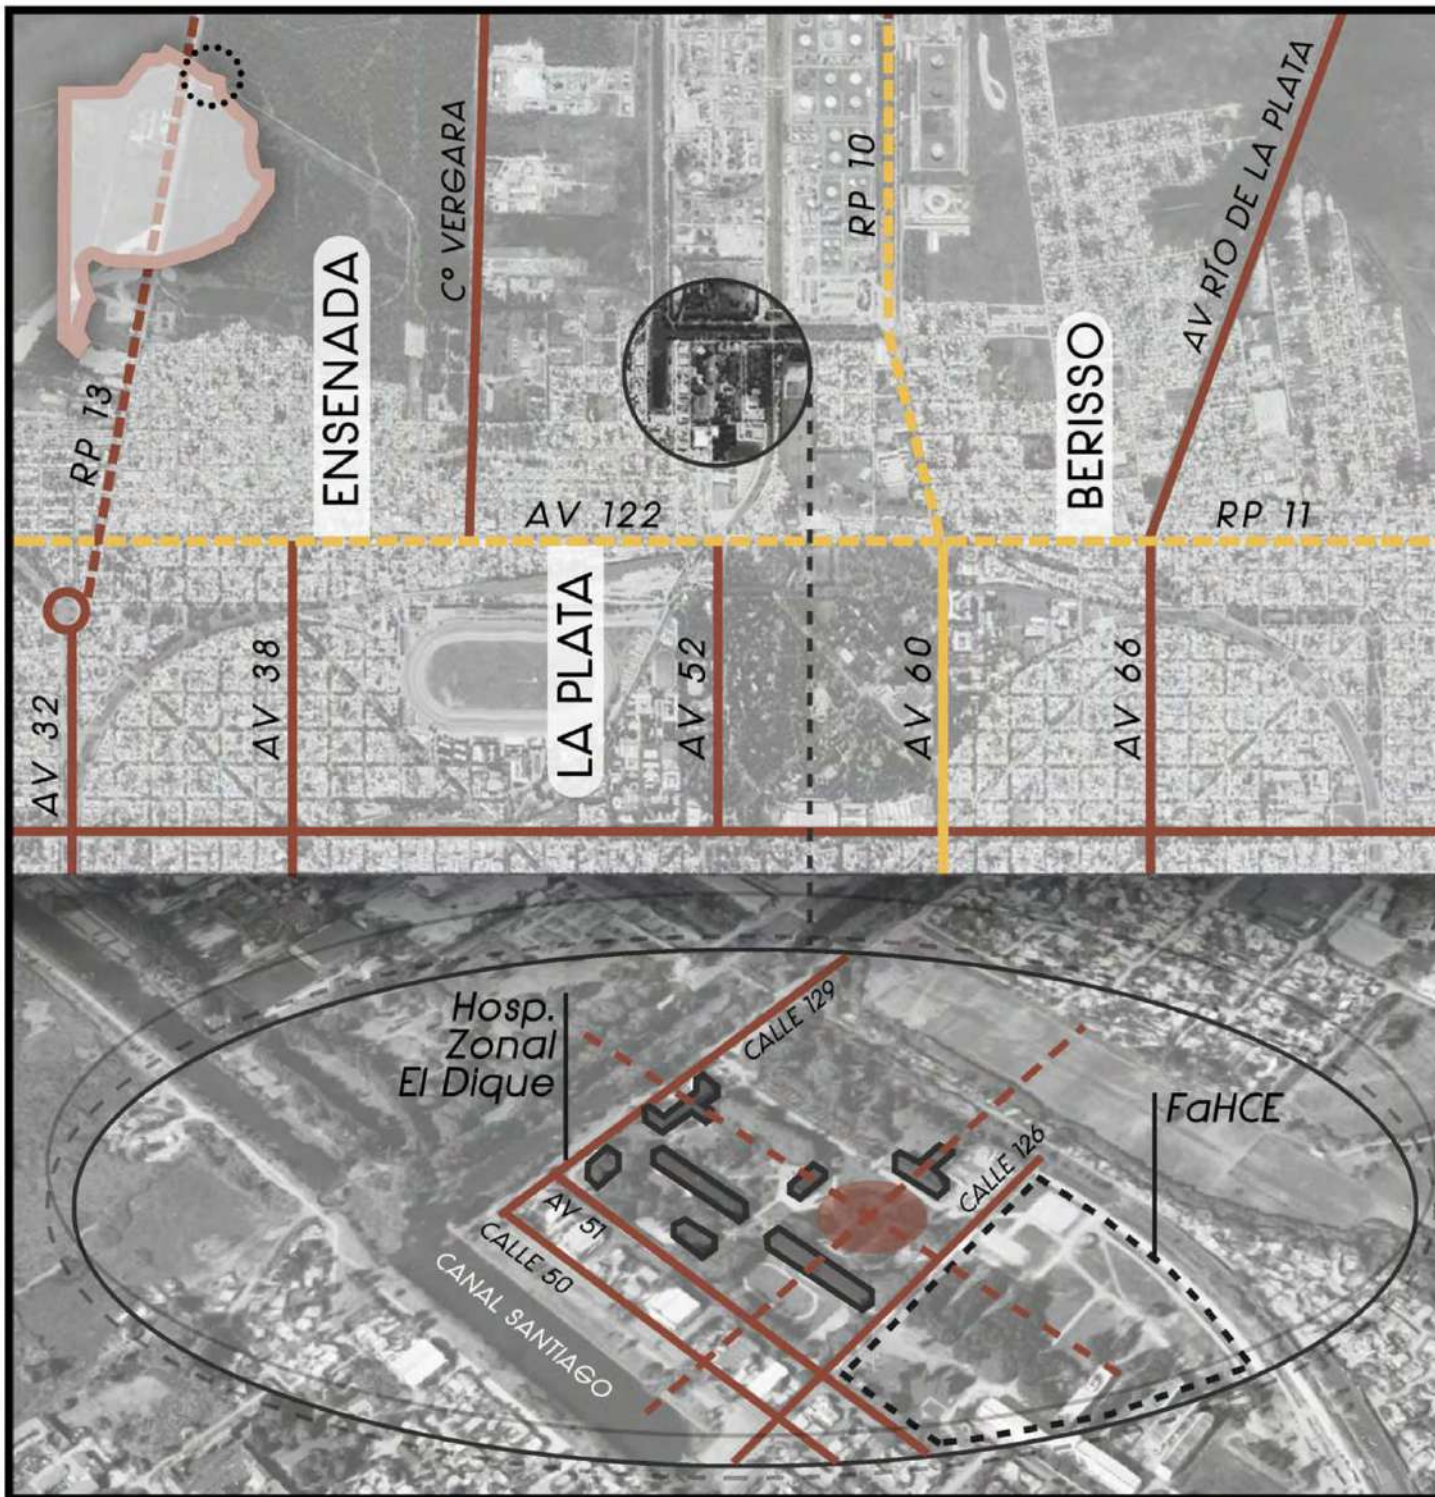 RP 13
ENSENADA
Cº VERGARA
RP 10
AV RÍO DE LA PLATA
BERISSO
AV 122
RP 11
LA PLATA
AV 32
AV 38
AV 52
AV 60
AV 66
Hosp.
Zonal
El Dique
CALLE 129
FaHCE
CALLE 126
AV 51
CALLE 50
CANAL SANTIAGO